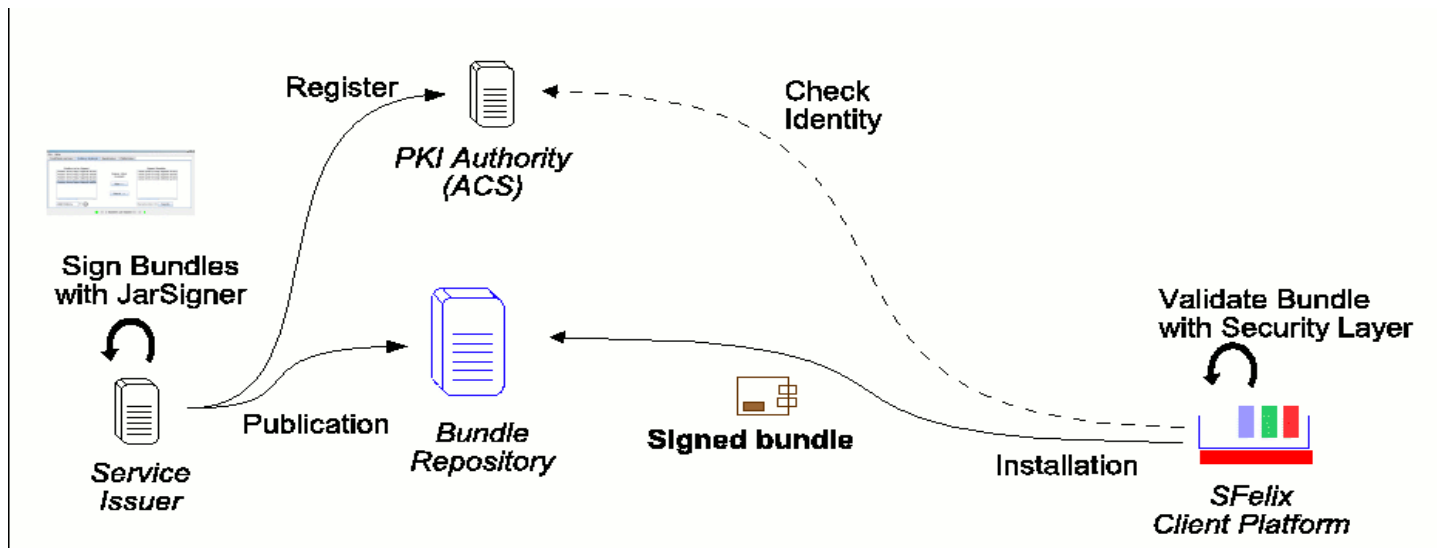 Register
Check
Identity
PKI Authority
(ACS)
Sign Bundles
with JarSigner
Validate Bundle
with Security Layer
Publication
Bundle
Repository
Signed bundle
Installation
Service
Issuer
SFelix
Client Platform